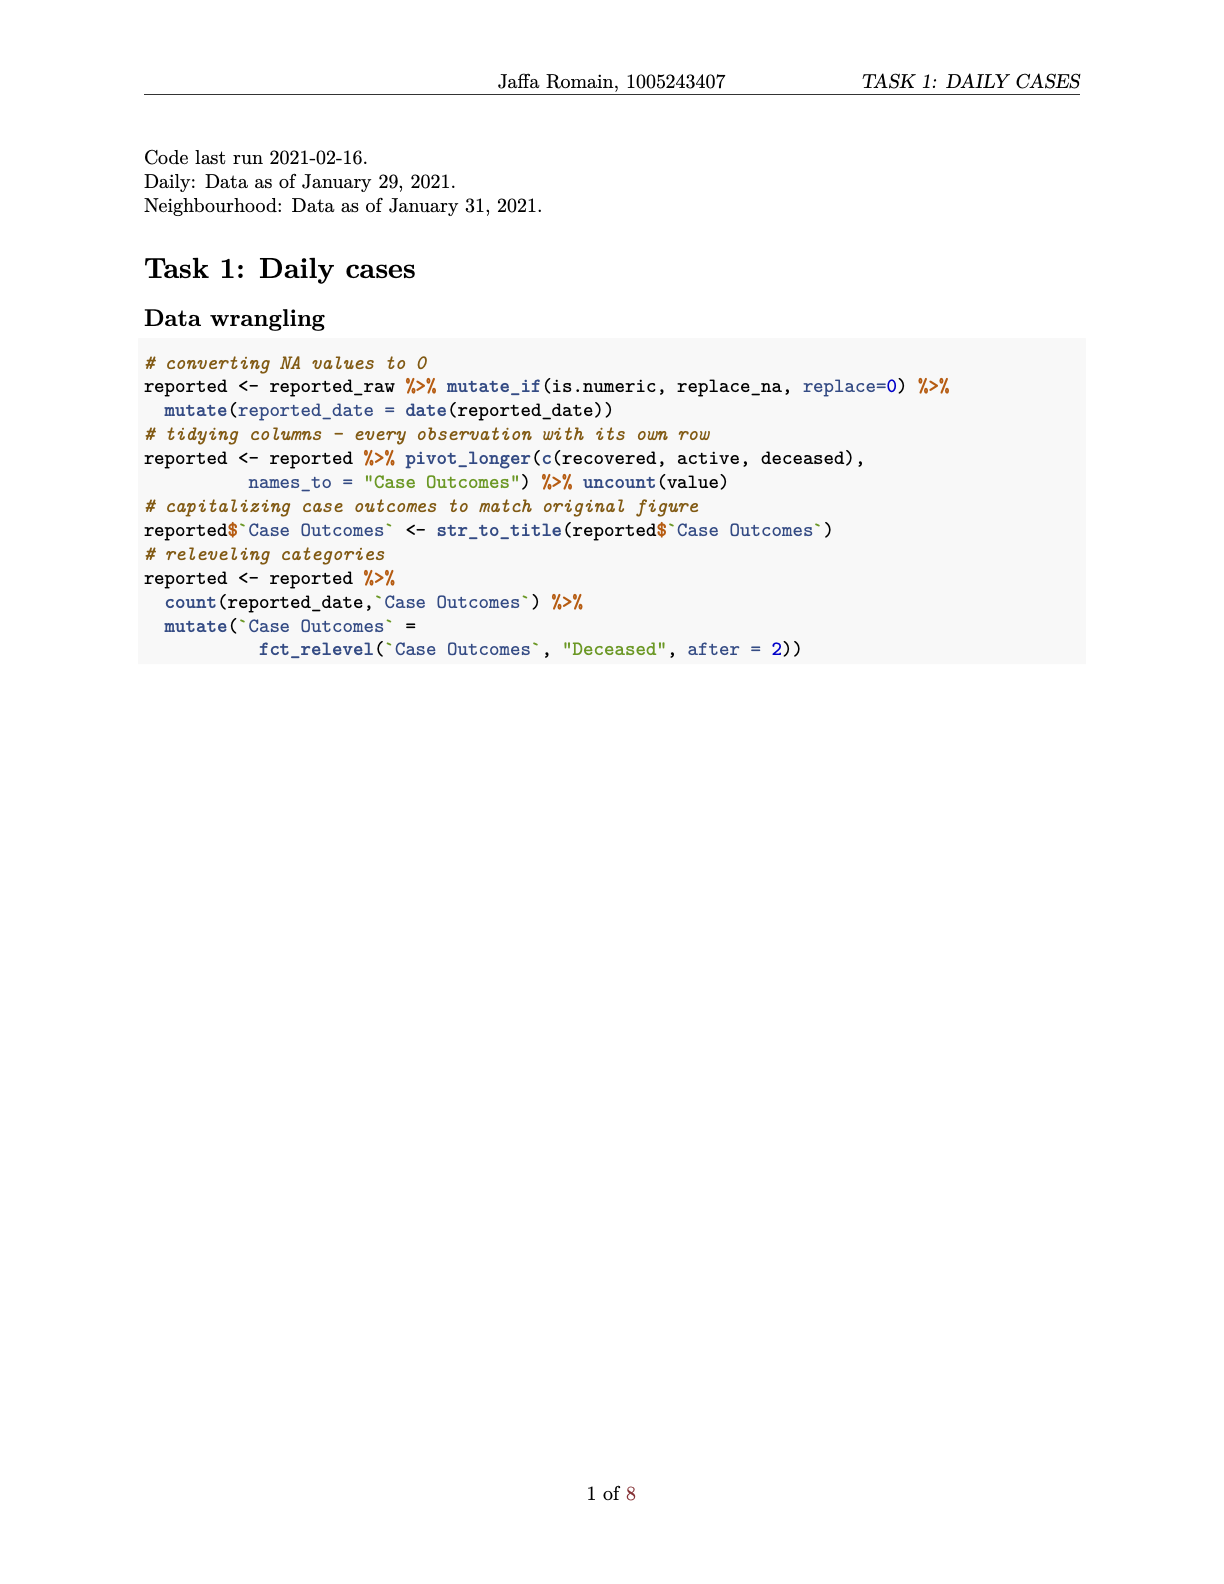 Jaffa Romain, 1005243407 TASK 1: DAILY CASES
Code last run 2021-02-16.
Daily: Data as of January 29, 2021.
Neighbourhood: Data as of January 31, 2021.
Task 1: Daily cases
Data wrangling
# converting NA values to 0
reported <- reported_raw %>% mutate_if(is.numeric, replace_na, replace=0) %>%
  mutate(reported_date = date(reported_date))
# tidying columns - every observation with its own row
reported <- reported %>% pivot_longer(c(recovered, active, deceased),
          names_to = "Case Outcomes") %>% uncount(value)
# capitalizing case outcomes to match original figure
reported$`Case Outcomes` <- str_to_title(reported$`Case Outcomes`)
# releveling categories
reported <- reported %>%
  count(reported_date,`Case Outcomes`) %>%
  mutate(`Case Outcomes` =
           fct_relevel(`Case Outcomes`, "Deceased", after = 2))
1 of 8